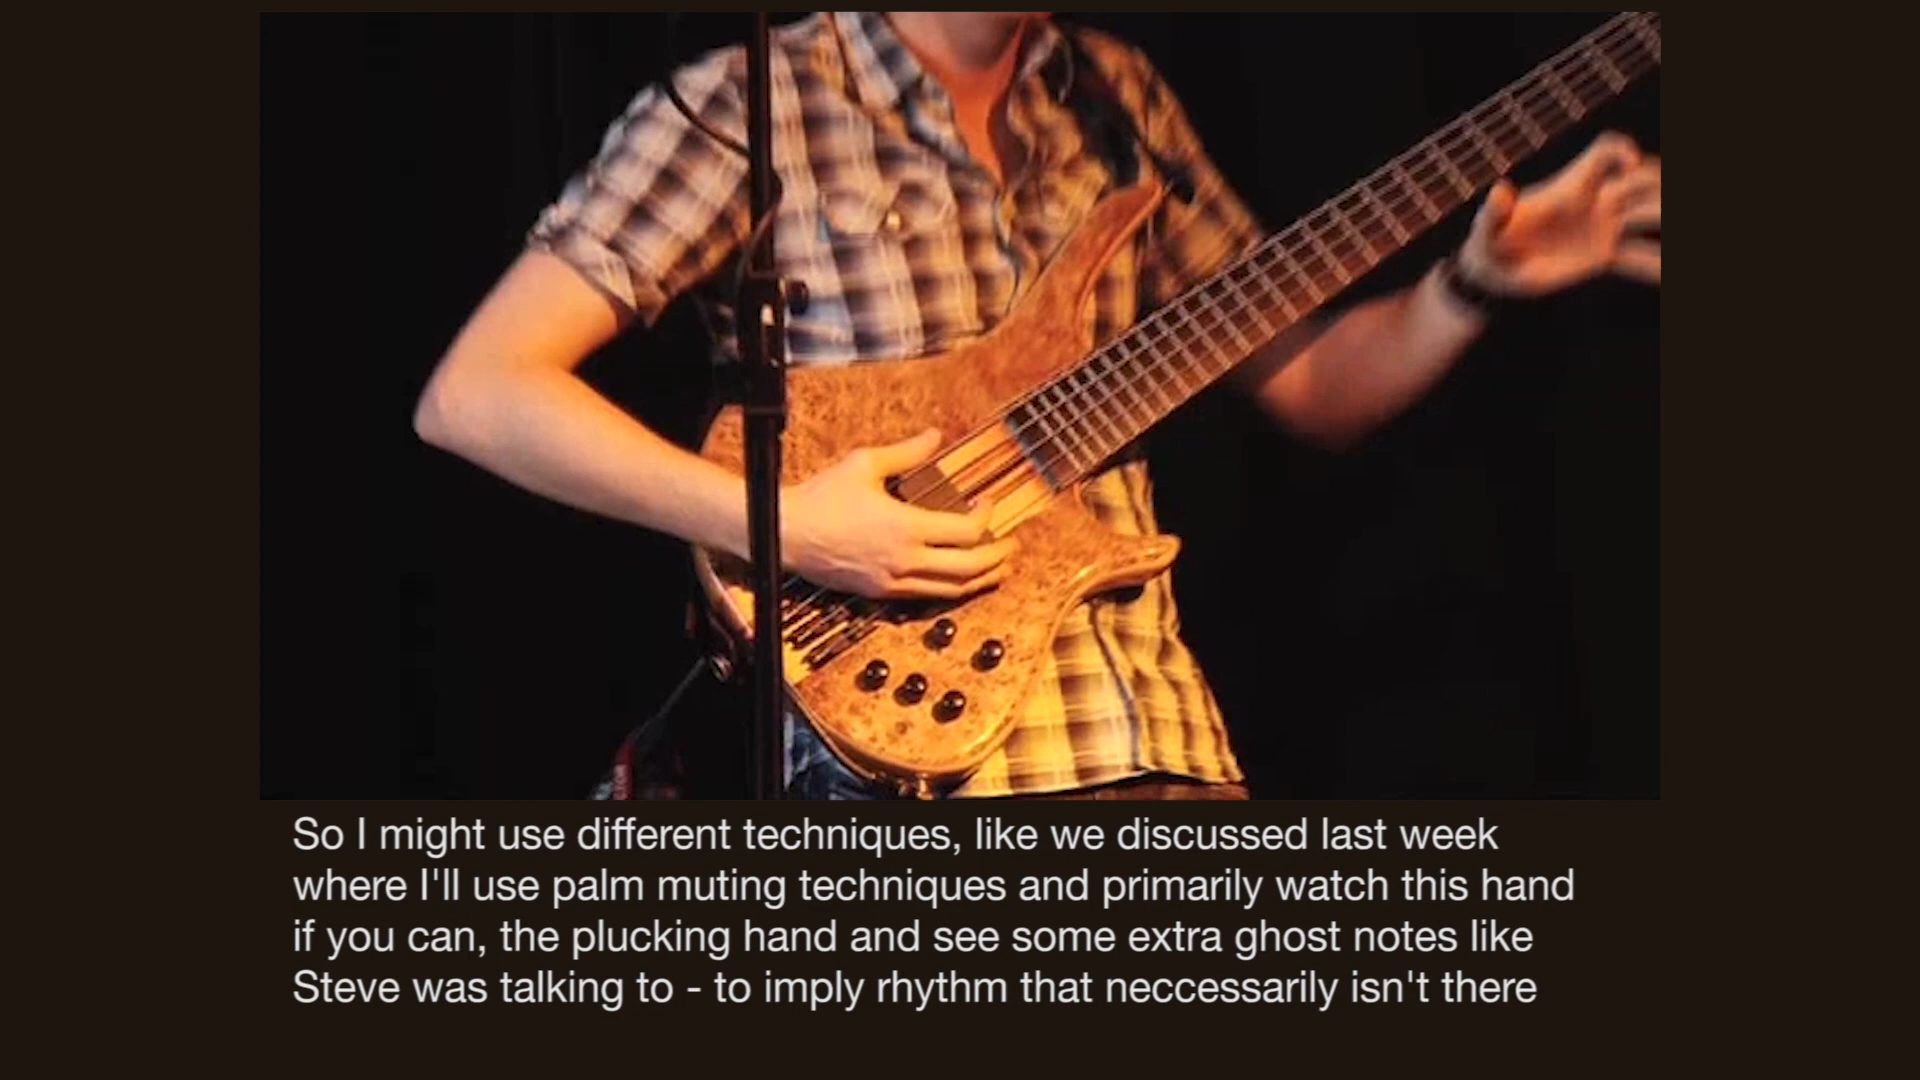 So I might use different techniques, like we discussed last week
where I'll use palm muting techniques and primarily watch this hand
if you can, the plucking hand and see some extra ghost notes like
Steve was talking to - to imply rhythm that neccessarily isn't there